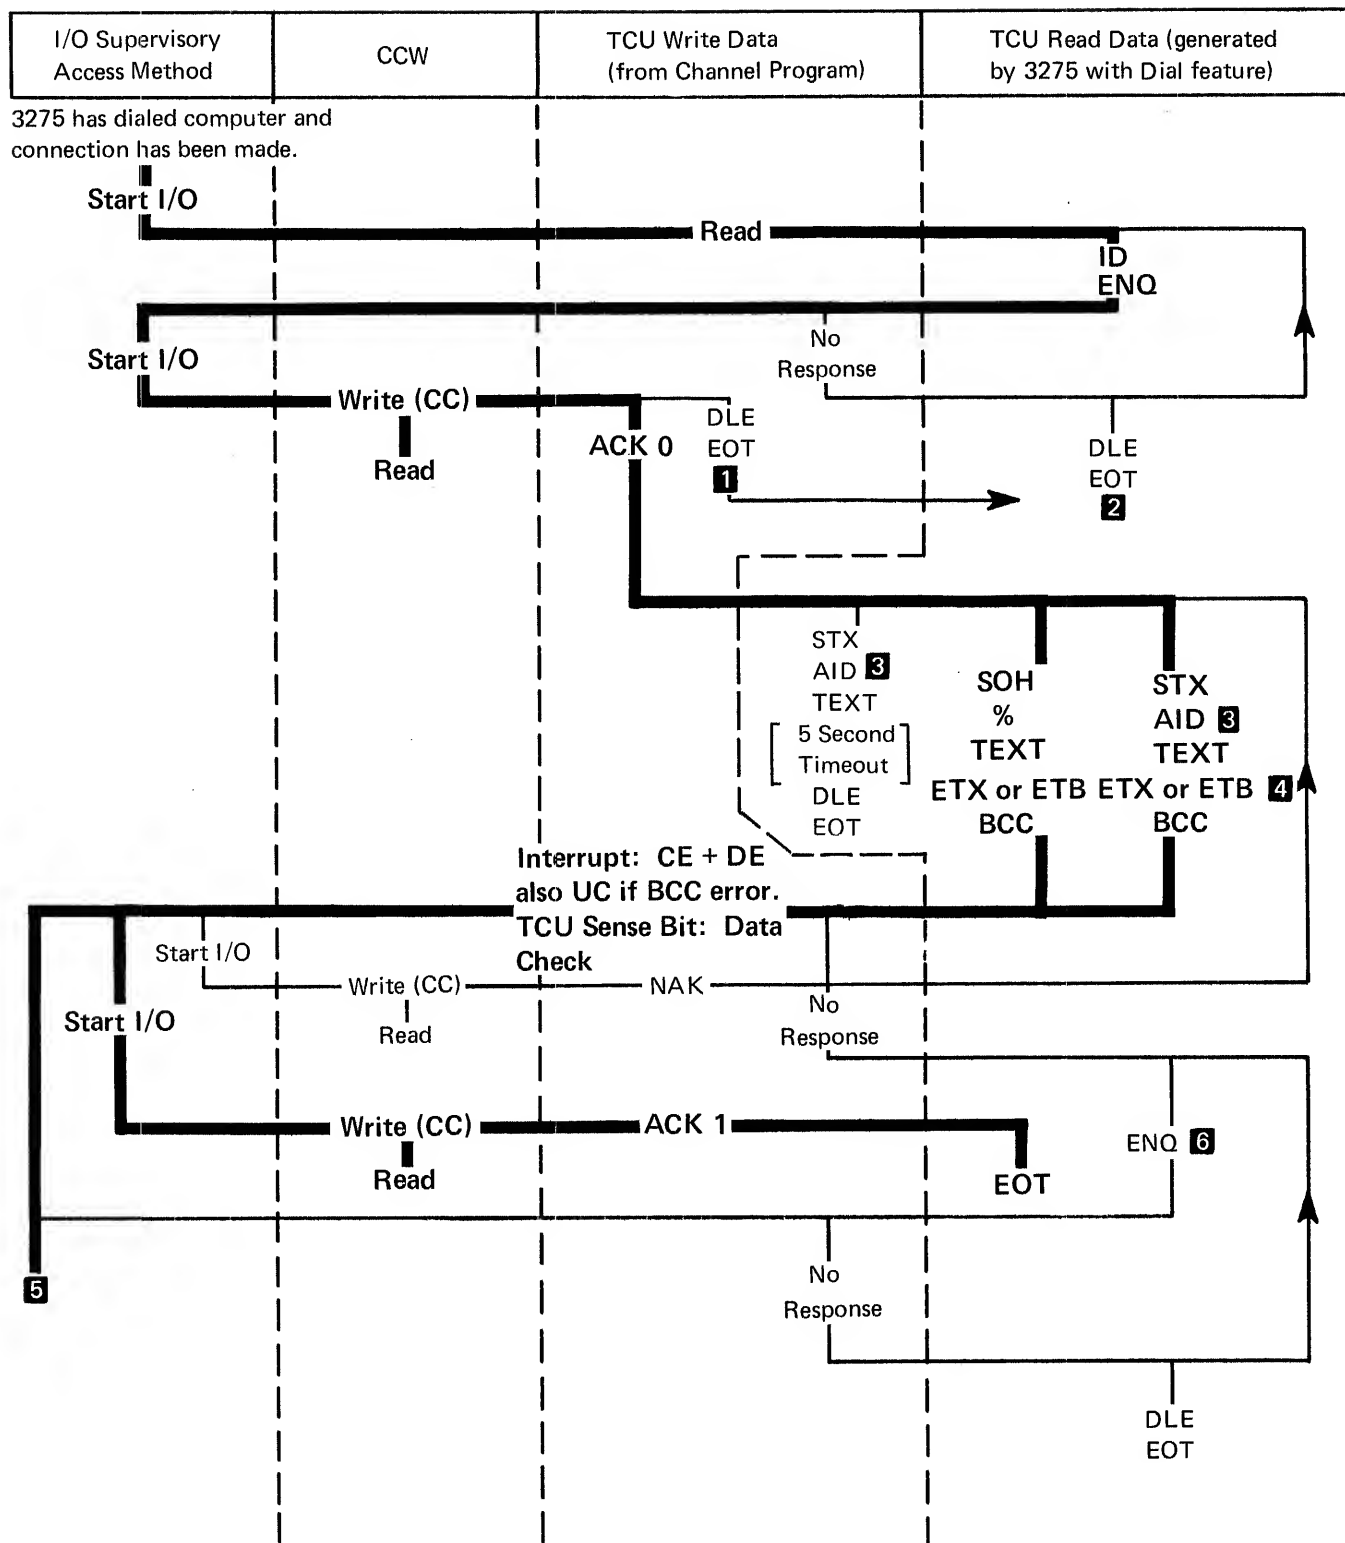 I/O Supervisory
Access Method
CCW
TCU Write Data
(from Channel Program)
TCU Read Data (generated
by 3275 with Dial feature)
3275 has dialed computer and
connection has been made.
Start I/O
Read
ID
ENQ
No
Response
Start I/O
Write (CC)
Read
ACK 0
DLE
EOT
1
DLE
EOT
2
STX
AID 3
TEXT
5 Second
Timeout
DLE
EOT
SOH
%
TEXT
ETX or ETB
BCC
STX
AID 3
TEXT
ETX or ETB 4
BCC
Interrupt: CE + DE
also UC if BCC error.
TCU Sense Bit: Data
Check
Start I/O
Write (CC)
NAK
Read
No
Response
Start I/O
Write (CC)
ACK 1
Read
EOT
ENQ 6
5
No
Response
DLE
EOT